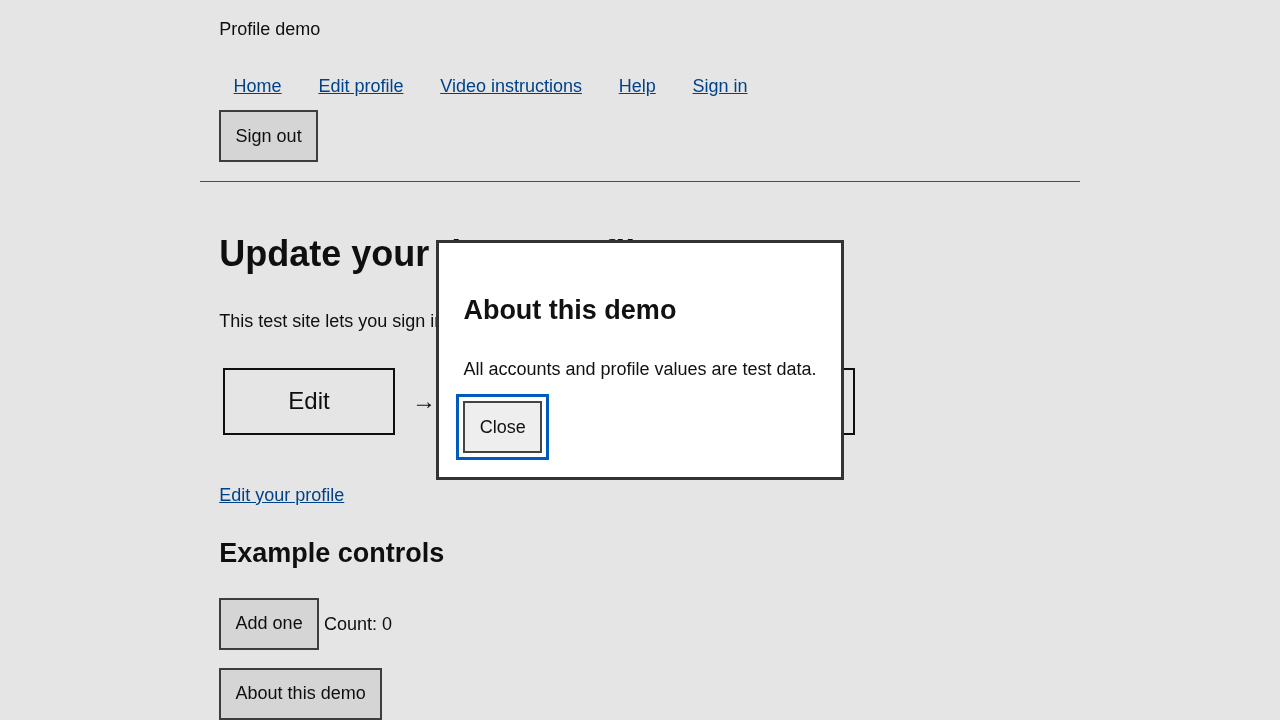 Profile demo
Home Edit profile Video instructions Help Sign in
Sign out
Update your
About this demo
This test site lets you sign
All accounts and profile values are test data.
Edit →
Close
Edit your profile
Example controls
Add one Count: 0
About this demo